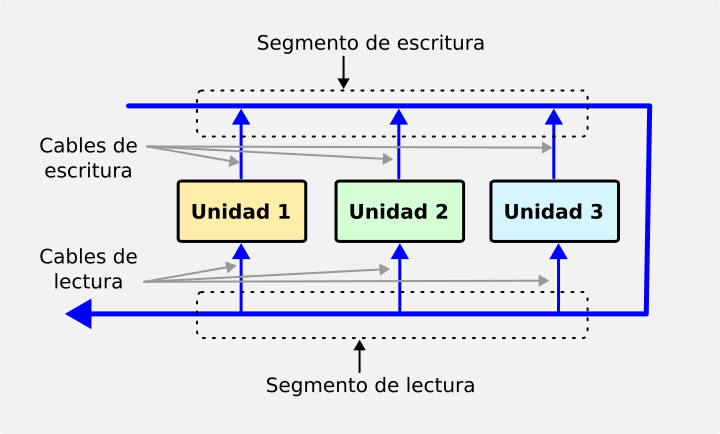 Segmento de escritura
Cables de
escritura
Unidad 1
Unidad 2
Unidad 3
Cables de
lectura
Segmento de lectura